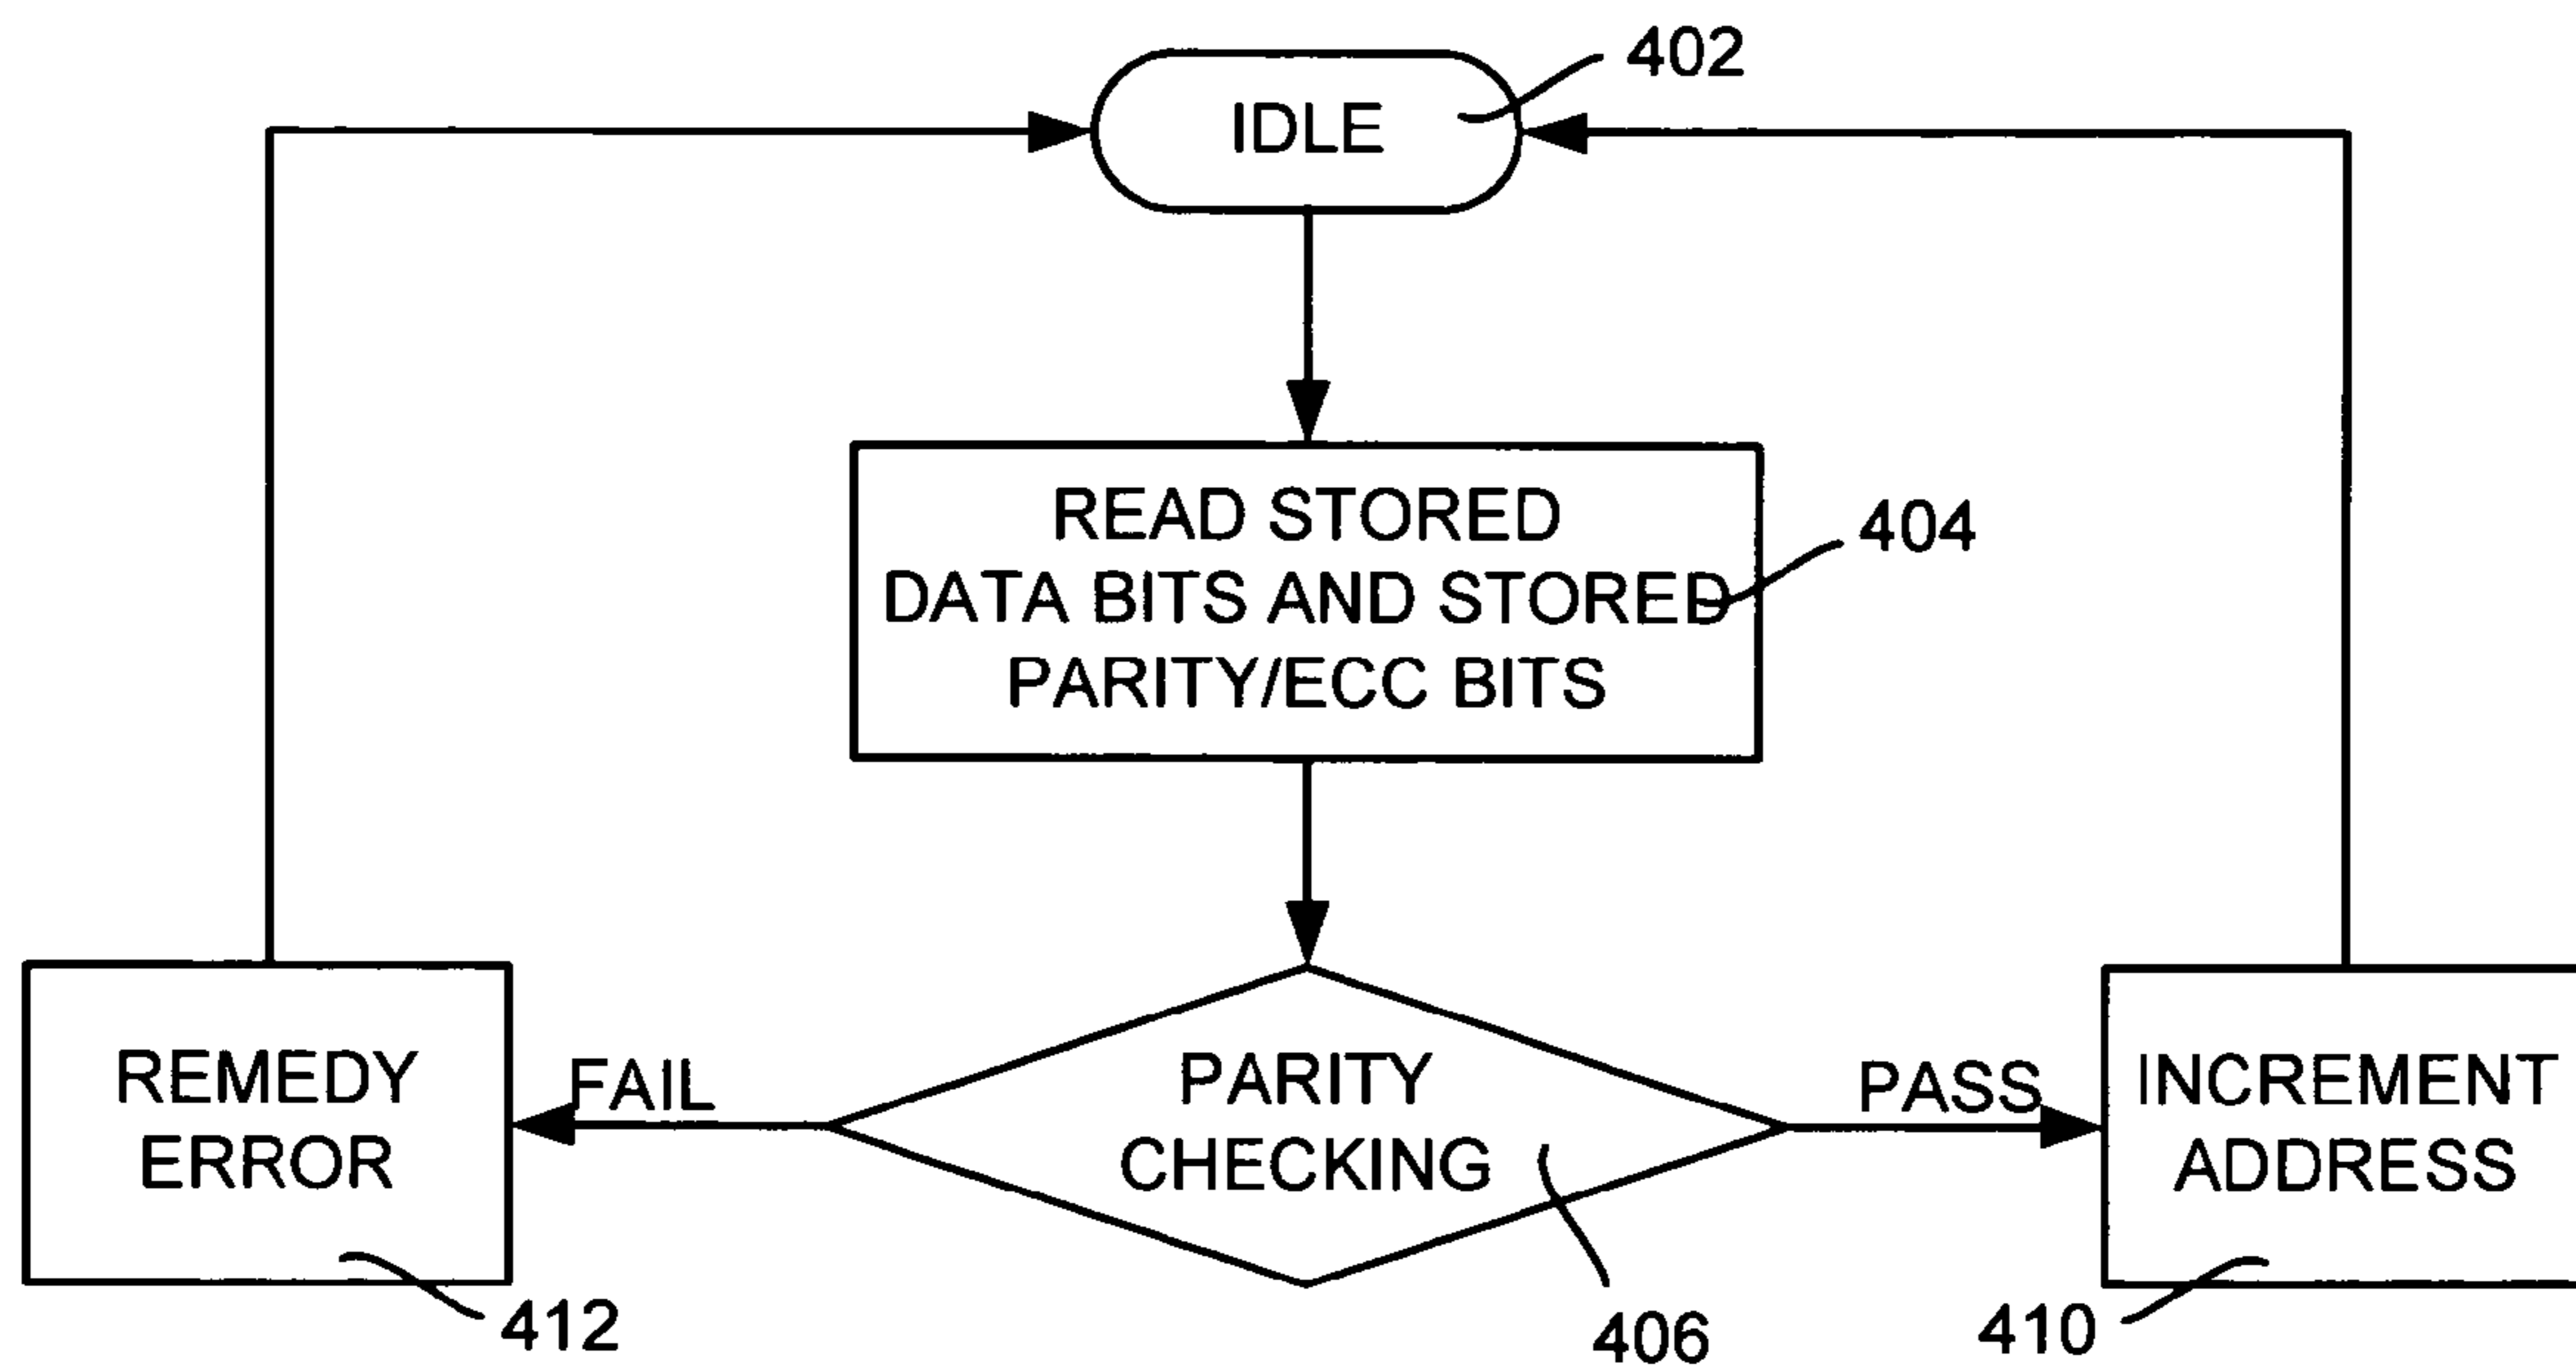 402
IDLE
READ STORED
DATA BITS AND STORED
PARITY/ECC BITS
404
REMEDY
ERROR
412
FAIL
PARITY
CHECKING
406
PASS
INCREMENT
ADDRESS
410